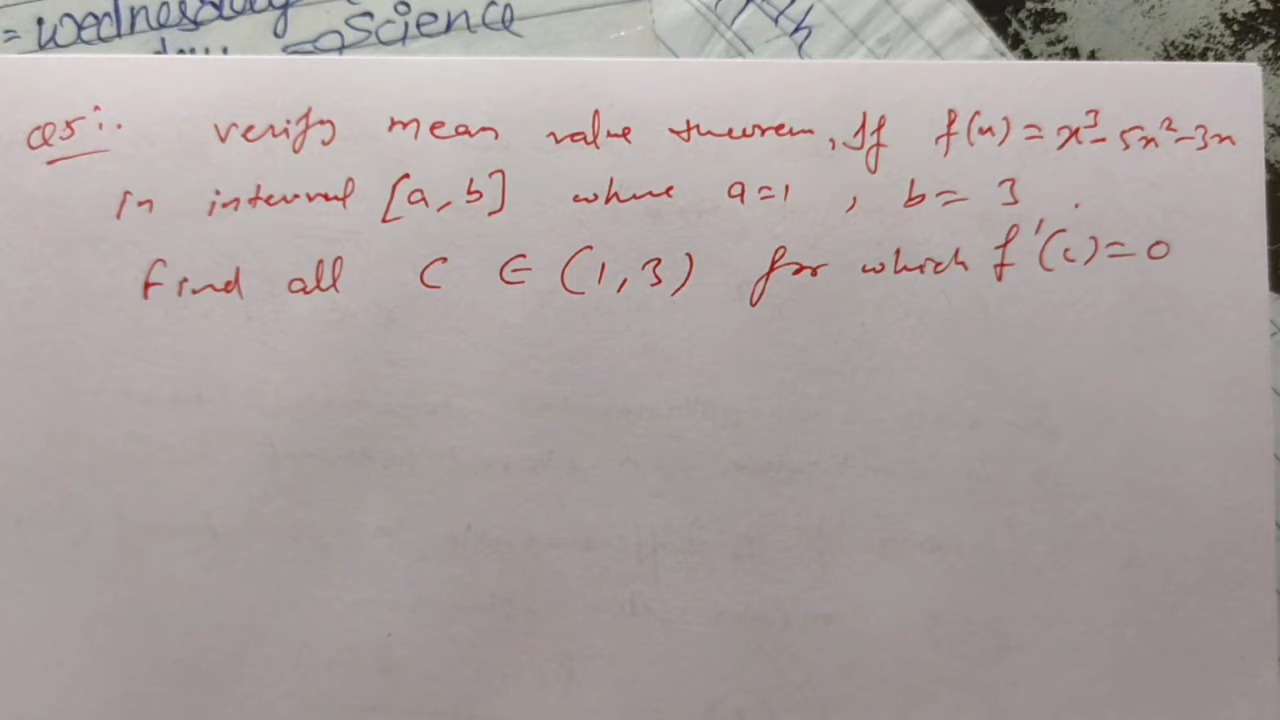 = Wednesday
Science
Q5:. verify mean value theorem, If f(x) = x³- 5x²-3x
in interval [a, b] where a=1 , b= 3 .
find all C ∈ (1,3) for which f'(c)=0